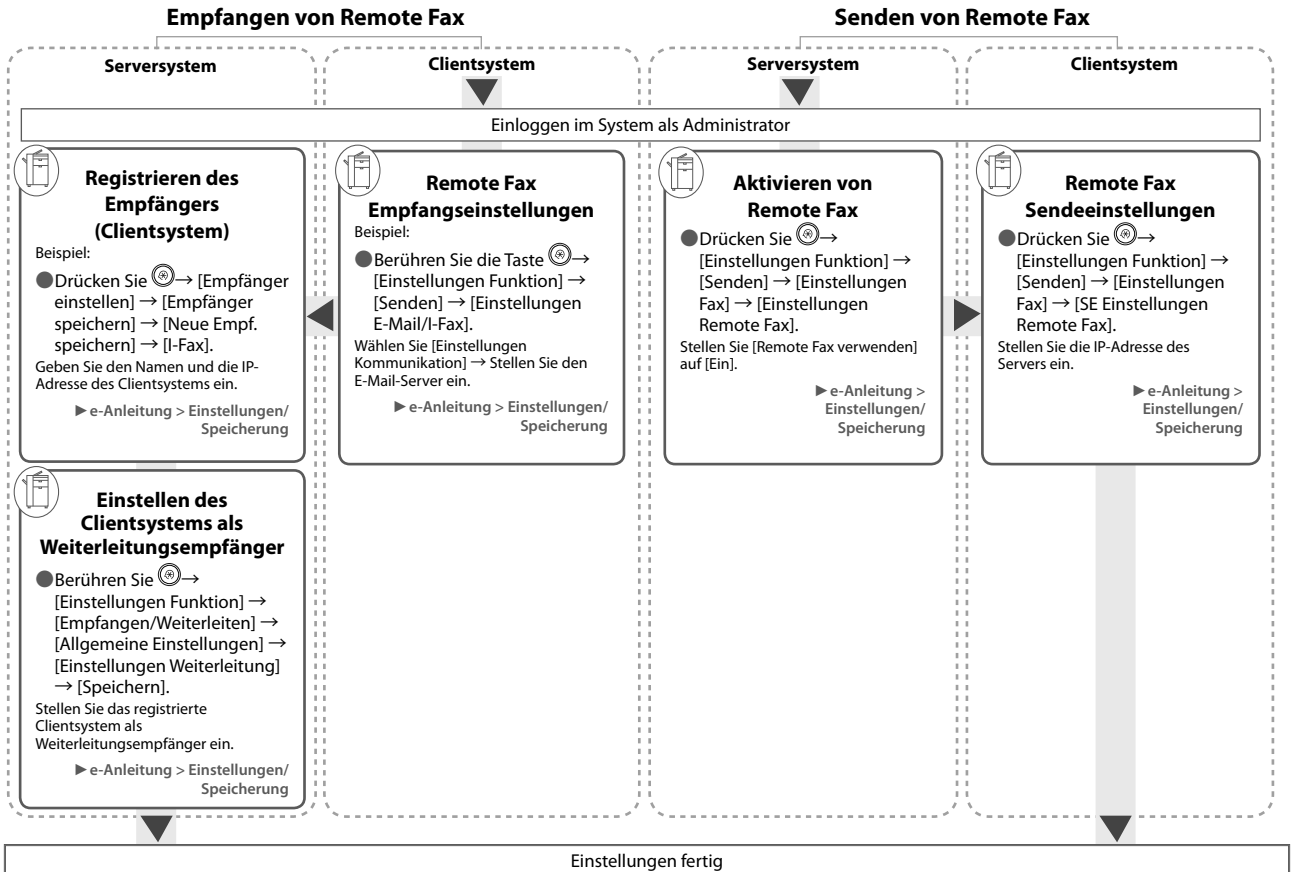 Empfangen von Remote Fax
Senden von Remote Fax
Serversystem
Clientsystem
Serversystem
Clientsystem
Einloggen im System als Administrator
Registrieren des
Empfängers
(Clientsystem)
Beispiel:
●Drücken Sie → [Empfänger
einstellen] → [Empfänger
speichern] → [Neue Empf.
speichern] → [I-Fax].
Geben Sie den Namen und die IP-
Adresse des Clientsystems ein.
►e-Anleitung > Einstellungen/
Speicherung
Einstellen des
Clientsystems als
Weiterleitungsempfänger
●Berühren Sie →
[Einstellungen Funktion] →
[Empfangen/Weiterleiten] →
[Allgemeine Einstellungen] →
[Einstellungen Weiterleitung]
→ [Speichern].
Stellen Sie das registrierte
Clientsystem als
Weiterleitungsempfänger ein.
►e-Anleitung > Einstellungen/
Speicherung
Remote Fax
Empfangseinstellungen
Beispiel:
●Berühren Sie die Taste →
[Einstellungen Funktion] →
[Senden] → [Einstellungen
E-Mail/I-Fax].
Wählen Sie [Einstellungen
Kommunikation] → Stellen Sie den
E-Mail-Server ein.
►e-Anleitung > Einstellungen/
Speicherung
Aktivieren von
Remote Fax
●Drücken Sie →
[Einstellungen Funktion] →
[Senden] → [Einstellungen
Fax] → [Einstellungen
Remote Fax].
Stellen Sie [Remote Fax verwenden]
auf [Ein].
►e-Anleitung >
Einstellungen/
Speicherung
Remote Fax
Sendeeinstellungen
●Drücken Sie →
[Einstellungen Funktion] →
[Senden] → [Einstellungen
Fax] → [SE Einstellungen
Remote Fax].
Stellen Sie die IP-Adresse des
Servers ein.
►e-Anleitung >
Einstellungen/
Speicherung
Einstellungen fertig